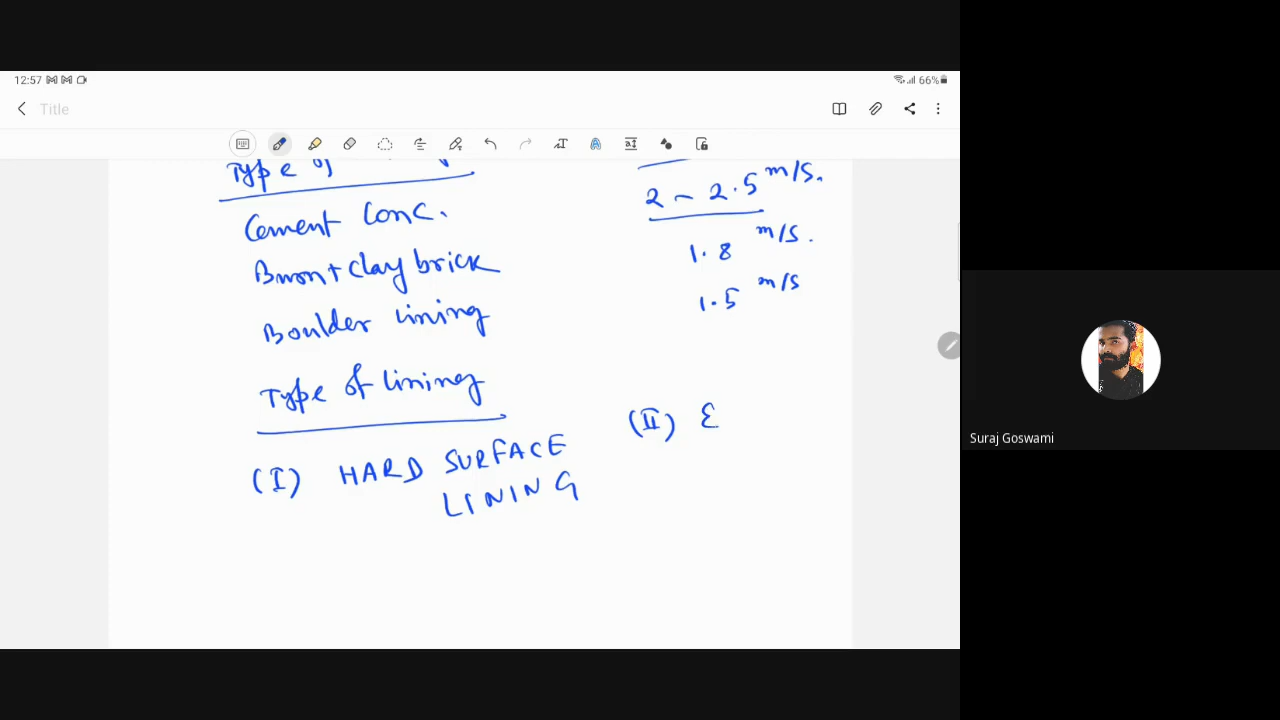 12:57 66%
Title
Type of
2 - 2.5 m/s.
Cement Conc. 1.8 m/s.
Burnt clay brick 1.5 m/s
Boulder lining
Type of lining
(I) HARD SURFACE LINING
(II) E
Suraj Goswami